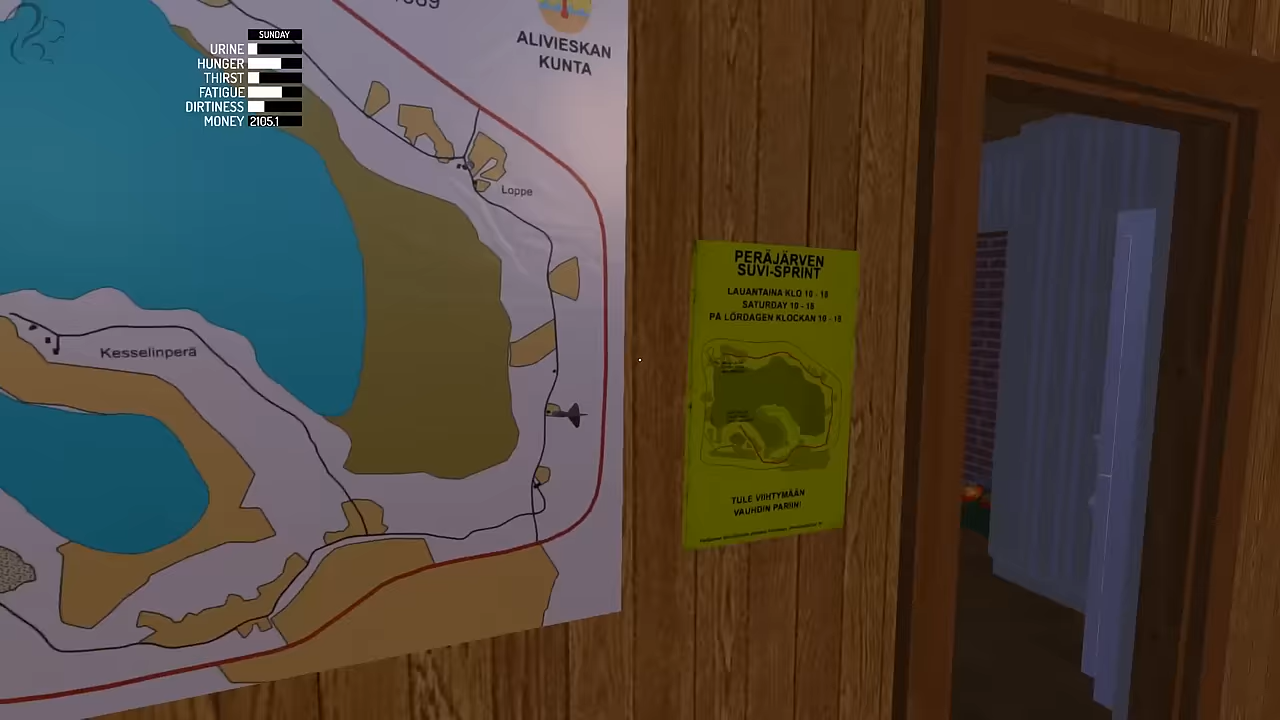 SUNDAY
URINE
HUNGER
THIRST
FATIGUE
DIRTINESS
MONEY 2105.1
ALIVIESKAN
KUNTA
Loppe
Kesselinperä
PERÄJÄRVEN
SUVI-SPRINT
LAUANTAINA KLO 10 - 18
SATURDAY 10 - 18
PÅ LÖRDAGEN KLOCKAN 10 - 18
TULE VIIHTYMÄÄN
VAUHDIN PARIIN!